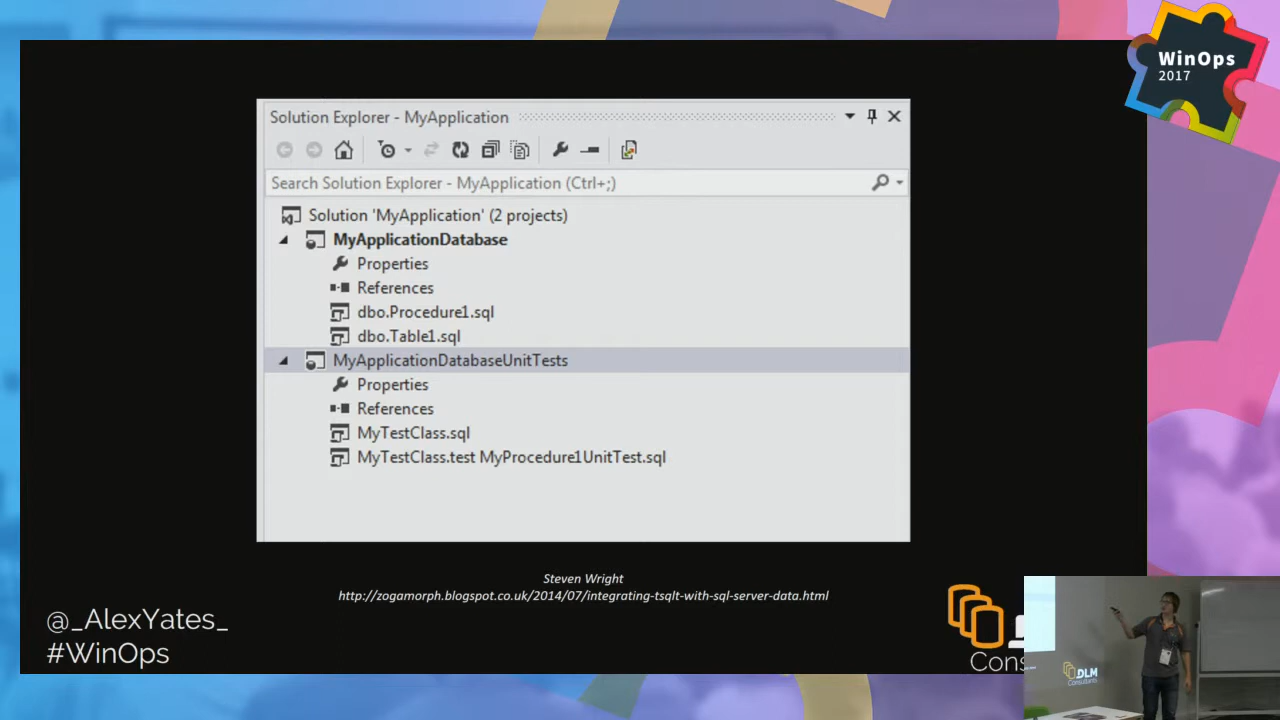 WinOps
2017
Solution Explorer - MyApplication
Search Solution Explorer - MyApplication (Ctrl+;)
Solution 'MyApplication' (2 projects)
MyApplicationDatabase
Properties
References
dbo.Procedure1.sql
dbo.Table1.sql
MyApplicationDatabaseUnitTests
Properties
References
MyTestClass.sql
MyTestClass.test MyProcedure1UnitTest.sql
Steven Wright
http://zogamorph.blogspot.co.uk/2014/07/integrating-tsqlt-with-sql-server-data.html
@_AlexYates_
#WinOps
Cons
DLM
Consultants